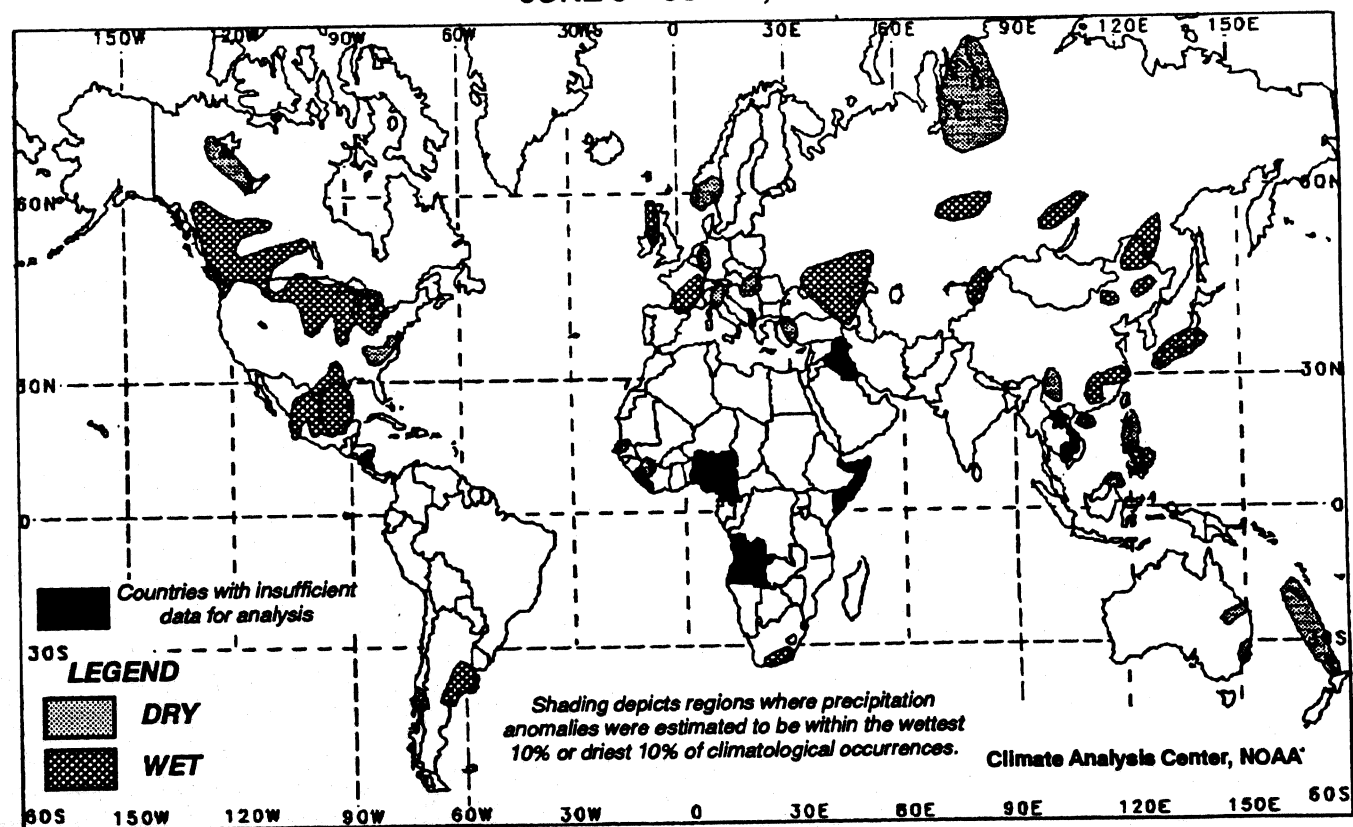 150W 90W 60W 30W 0 30E 60E 90E 120E 150E
60N
30N 30N
0 0
Countries with insufficient
data for analysis
30S
LEGEND
DRY
WET
Shading depicts regions where precipitation
anomalies were estimated to be within the wettest
10% or driest 10% of climatological occurrences.
Climate Analysis Center, NOAA
60S 150W 120W 90W 60W 30W 0 30E 60E 90E 120E 150E 60S